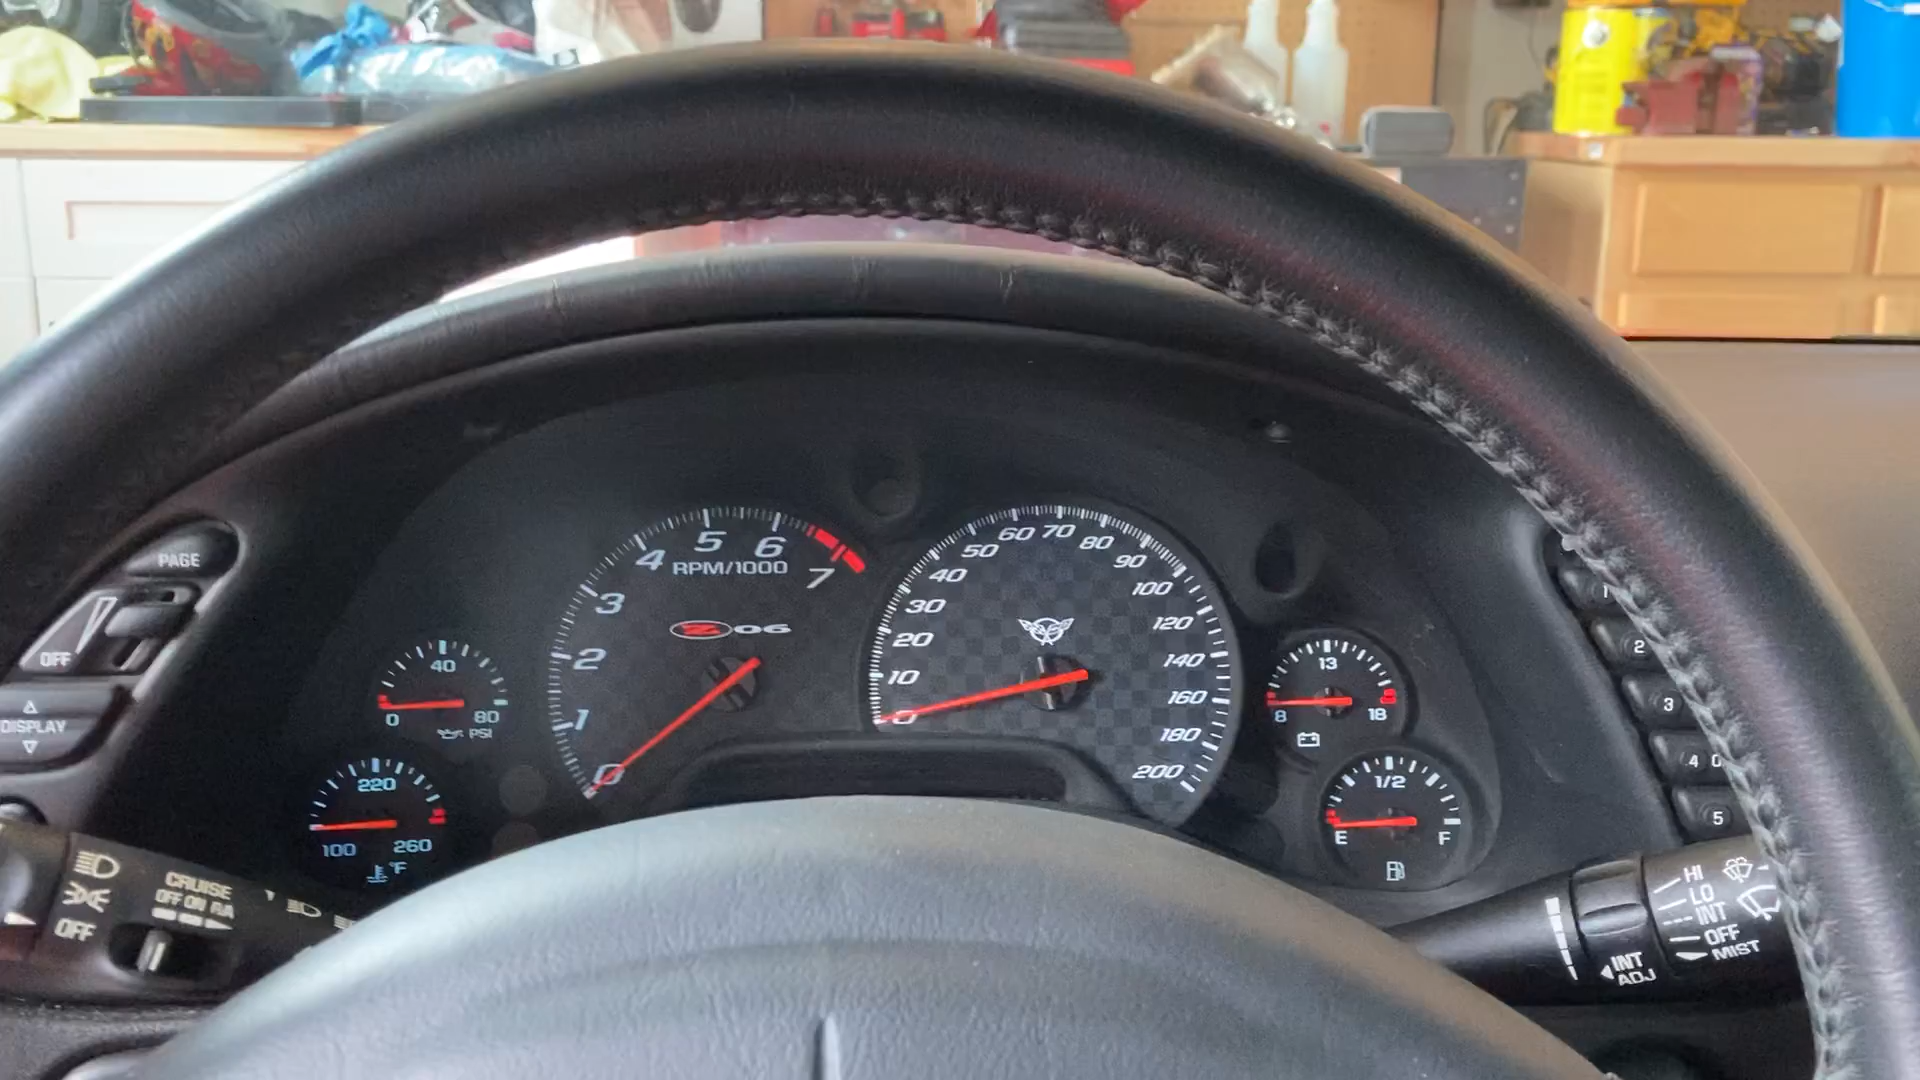 PAGE
OFF
DISPLAY
OFF
CRUISE
OFF ON R/A
40
0 80
PSI
220
100 260
°F
0 1 2 3 4 5 6 7
RPM/1000
Z06
0 10 20 30 40 50 60 70 80 90 100 120 140 160 180 200
13
8 18
1/2
E F
1
2
3
4
5
HI
LO
INT
OFF
MIST
INT
ADJ